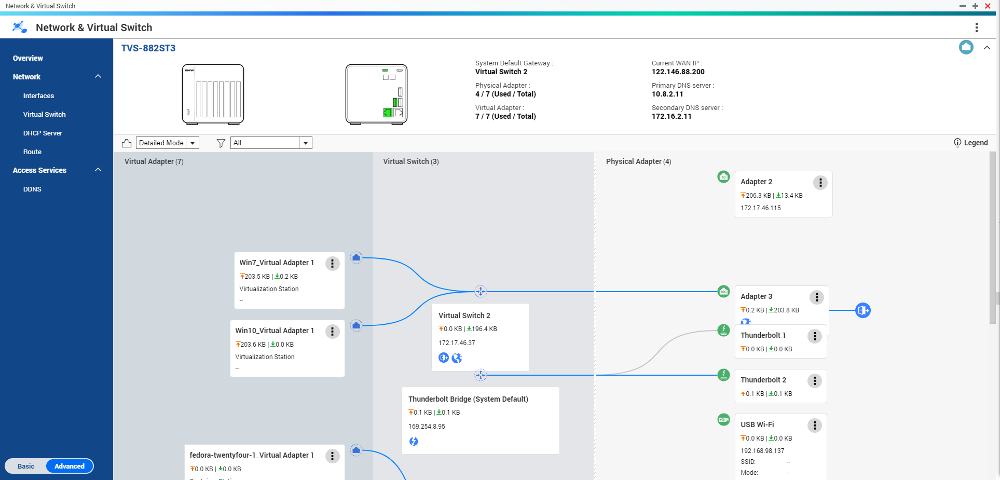 Network & Virtual Switch
Network & Virtual Switch
Overview
Network
Interfaces
Virtual Switch
DHCP Server
Route
Access Services
DDNS
Basic
Advanced
TVS-882ST3
QNAP
System Default Gateway :
Virtual Switch 2
Physical Adapter :
4 / 7 (Used / Total)
Virtual Adapter :
7 / 7 (Used / Total)
Current WAN IP :
122.146.88.200
Primary DNS server :
10.8.2.11
Secondary DNS server :
172.16.2.11
Detailed Mode
All
Legend
Virtual Adapter (7)
Virtual Switch (3)
Physical Adapter (4)
Win7_Virtual Adapter 1
203.5 KB | 0.2 KB
Virtualization Station
--
Win10_Virtual Adapter 1
203.6 KB | 0.0 KB
Virtualization Station
--
fedora-twentyfour-1_Virtual Adapter 1
0.0 KB | 0.0 KB
Virtual Switch 2
0.0 KB | 196.4 KB
172.17.46.37
Thunderbolt Bridge (System Default)
0.1 KB | 0.1 KB
169.254.8.95
1G
Adapter 2
206.3 KB | 13.4 KB
172.17.46.115
10G
Adapter 3
0.2 KB | 203.8 KB
Thunderbolt 1
0.0 KB | 0.0 KB
Thunderbolt 2
0.1 KB | 0.1 KB
USB Wi-Fi
0.0 KB | 0.0 KB
192.168.98.137
SSID: --
Mode: --